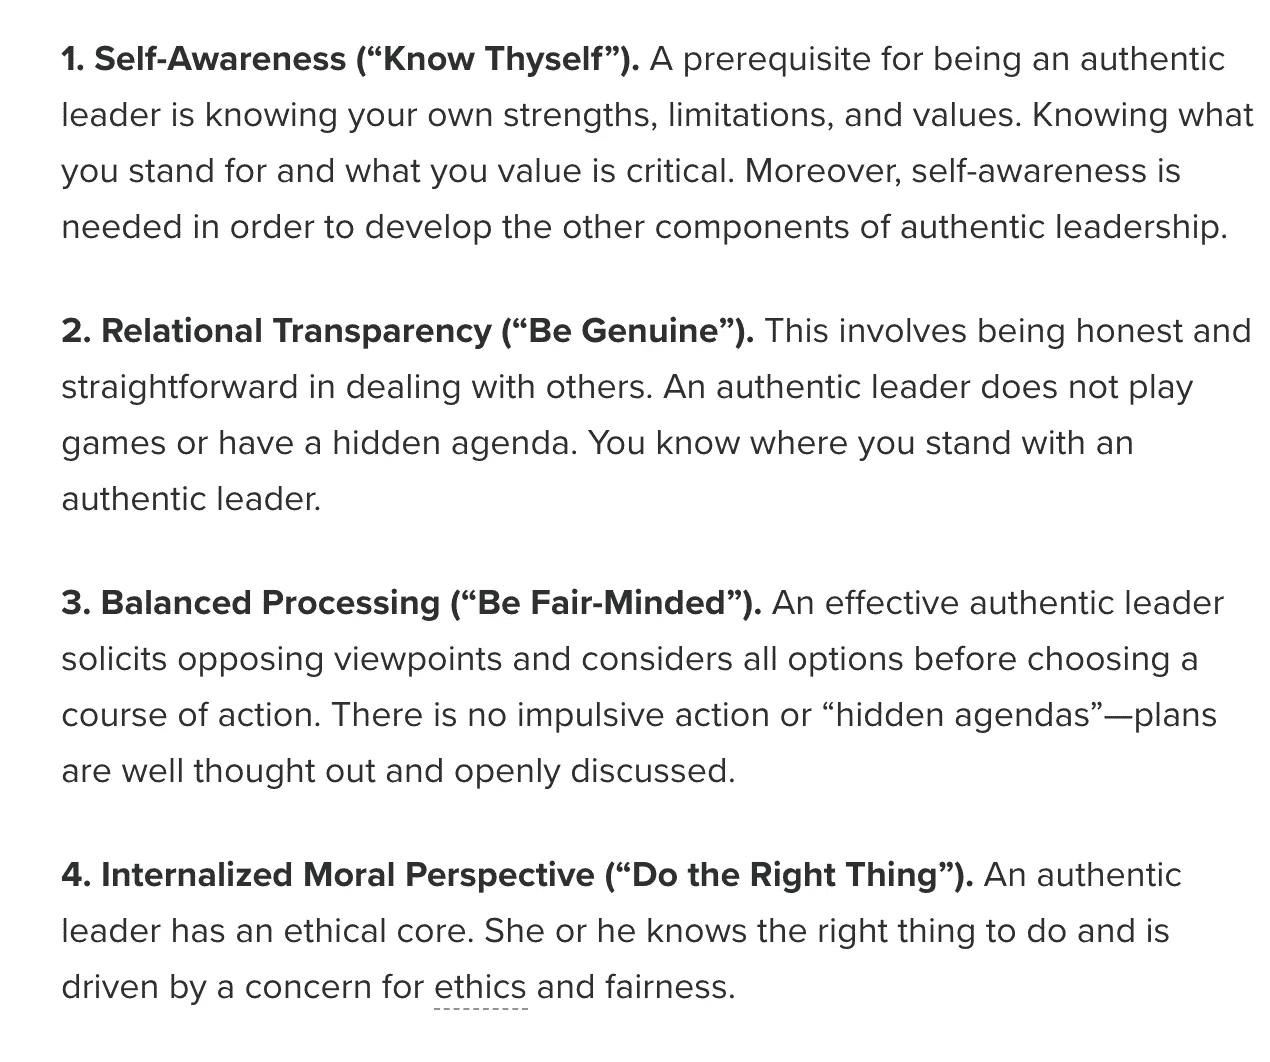 1. Self-Awareness (“Know Thyself”). A prerequisite for being an authentic
leader is knowing your own strengths, limitations, and values. Knowing what
you stand for and what you value is critical. Moreover, self-awareness is
needed in order to develop the other components of authentic leadership.
2. Relational Transparency (“Be Genuine”). This involves being honest and
straightforward in dealing with others. An authentic leader does not play
games or have a hidden agenda. You know where you stand with an
authentic leader.
3. Balanced Processing (“Be Fair-Minded”). An effective authentic leader
solicits opposing viewpoints and considers all options before choosing a
course of action. There is no impulsive action or “hidden agendas”—plans
are well thought out and openly discussed.
4. Internalized Moral Perspective (“Do the Right Thing”). An authentic
leader has an ethical core. She or he knows the right thing to do and is
driven by a concern for ethics and fairness.